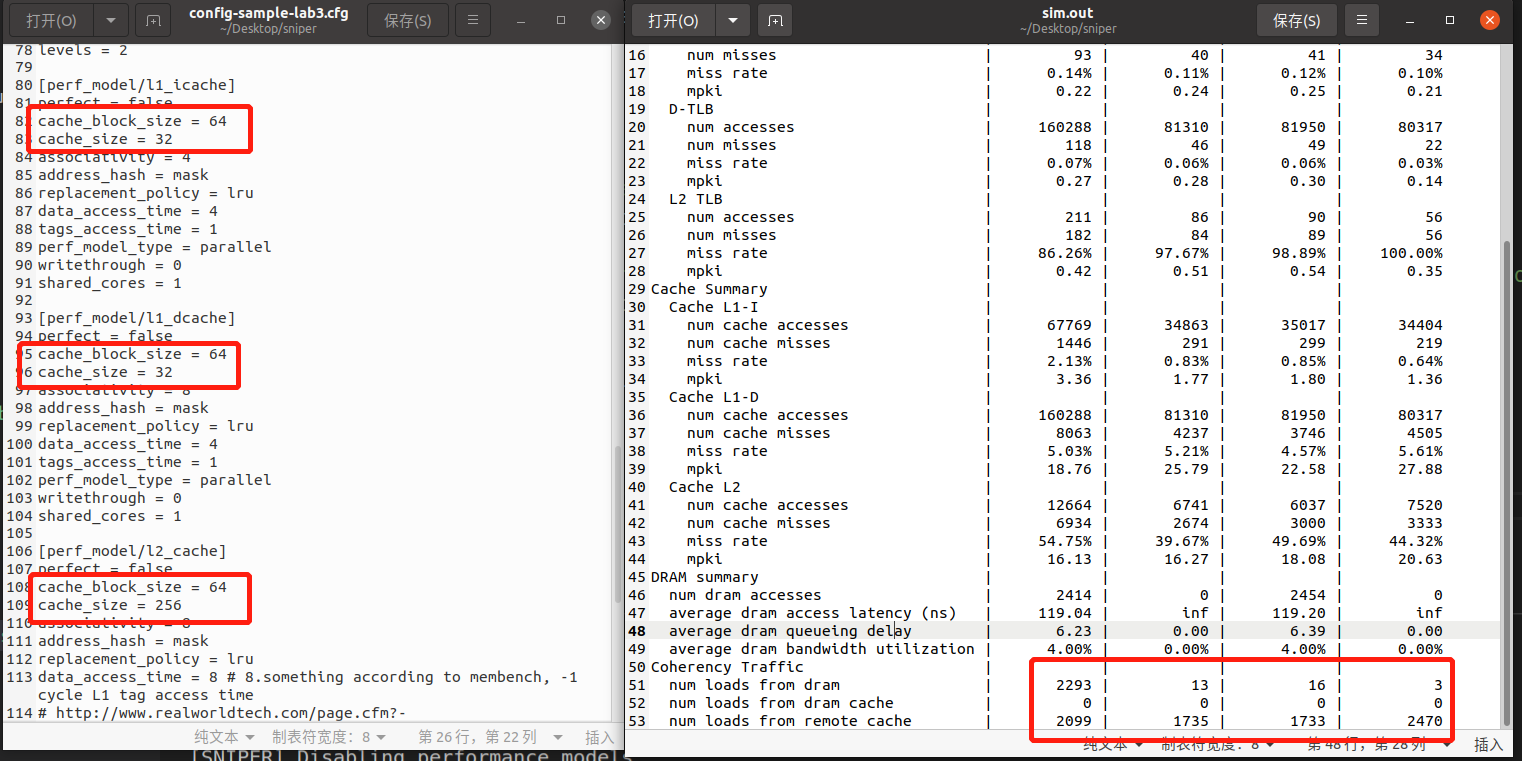 打开(O)
config-sample-lab3.cfg
~/Desktop/sniper
保存(S)
78 levels = 2
79
80 [perf_model/l1_icache]
81 perfect = false
82 cache_block_size = 64
83 cache_size = 32
84 associativity = 4
85 address_hash = mask
86 replacement_policy = lru
87 data_access_time = 4
88 tags_access_time = 1
89 perf_model_type = parallel
90 writethrough = 0
91 shared_cores = 1
92
93 [perf_model/l1_dcache]
94 perfect = false
95 cache_block_size = 64
96 cache_size = 32
97 associativity = 8
98 address_hash = mask
99 replacement_policy = lru
100 data_access_time = 4
101 tags_access_time = 1
102 perf_model_type = parallel
103 writethrough = 0
104 shared_cores = 1
105
106 [perf_model/l2_cache]
107 perfect = false
108 cache_block_size = 64
109 cache_size = 256
110 associativity = 8
111 address_hash = mask
112 replacement_policy = lru
113 data_access_time = 8 # 8.something according to membench, -1
cycle L1 tag access time
114 # http://www.realworldtech.com/page.cfm?-
纯文本 制表符宽度：8 第 26 行，第 22 列 插入
[SNIPER] Disabling performance models
打开(O)
sim.out
~/Desktop/sniper
保存(S)
16 num misses | 93 | 40 | 41 | 34
17 miss rate | 0.14% | 0.11% | 0.12% | 0.10%
18 mpki | 0.22 | 0.24 | 0.25 | 0.21
19 D-TLB | | | |
20 num accesses | 160288 | 81310 | 81950 | 80317
21 num misses | 118 | 46 | 49 | 22
22 miss rate | 0.07% | 0.06% | 0.06% | 0.03%
23 mpki | 0.27 | 0.28 | 0.30 | 0.14
24 L2 TLB | | | |
25 num accesses | 211 | 86 | 90 | 56
26 num misses | 182 | 84 | 89 | 56
27 miss rate | 86.26% | 97.67% | 98.89% | 100.00%
28 mpki | 0.42 | 0.51 | 0.54 | 0.35
29 Cache Summary | | | |
30 Cache L1-I | | | |
31 num cache accesses | 67769 | 34863 | 35017 | 34404
32 num cache misses | 1446 | 291 | 299 | 219
33 miss rate | 2.13% | 0.83% | 0.85% | 0.64%
34 mpki | 3.36 | 1.77 | 1.80 | 1.36
35 Cache L1-D | | | |
36 num cache accesses | 160288 | 81310 | 81950 | 80317
37 num cache misses | 8063 | 4237 | 3746 | 4505
38 miss rate | 5.03% | 5.21% | 4.57% | 5.61%
39 mpki | 18.76 | 25.79 | 22.58 | 27.88
40 Cache L2 | | | |
41 num cache accesses | 12664 | 6741 | 6037 | 7520
42 num cache misses | 6934 | 2674 | 3000 | 3333
43 miss rate | 54.75% | 39.67% | 49.69% | 44.32%
44 mpki | 16.13 | 16.27 | 18.08 | 20.63
45 DRAM summary | | | |
46 num dram accesses | 2414 | 0 | 2454 | 0
47 average dram access latency (ns) | 119.04 | inf | 119.20 | inf
48 average dram queueing delay | 6.23 | 0.00 | 6.39 | 0.00
49 average dram bandwidth utilization | 4.00% | 0.00% | 4.00% | 0.00%
50 Coherency Traffic | | | |
51 num loads from dram | 2293 | 13 | 16 | 3
52 num loads from dram cache | 0 | 0 | 0 | 0
53 num loads from remote cache | 2099 | 1735 | 1733 | 2470
纯文本 制表符宽度：8 第 48 行，第 28 列 插入